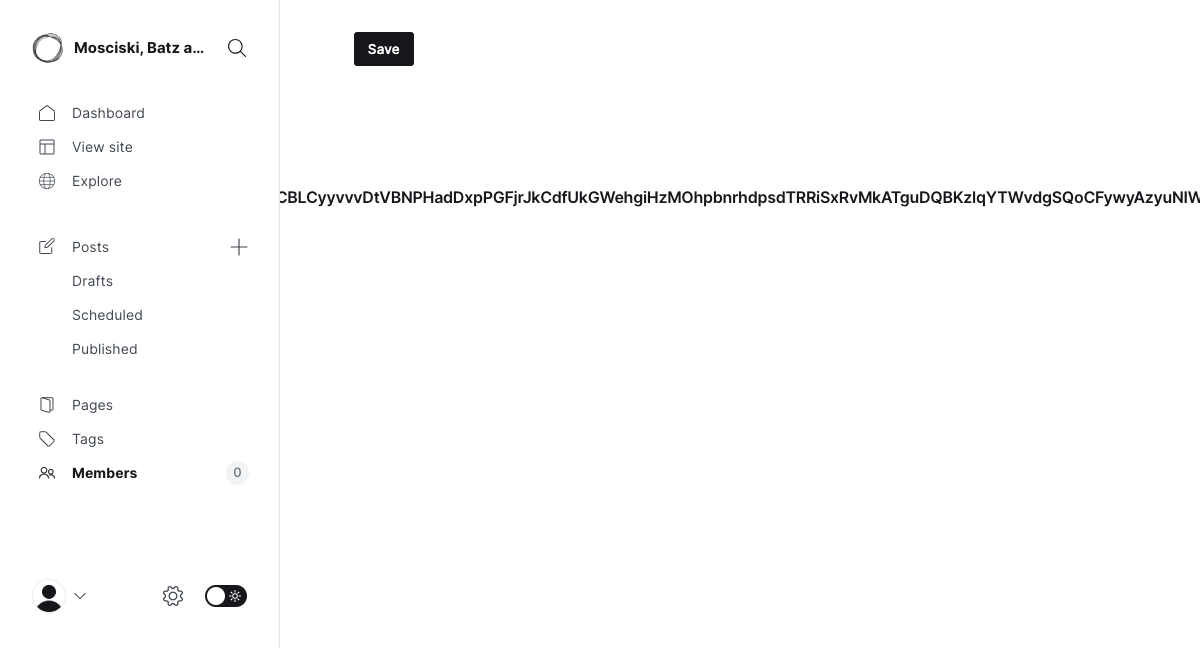 Mosciski, Batz a...
Save
Dashboard
View site
Explore
CBLCyyvvvDtVBNPHadDxpPGFjrJkCdfUkGWehgiHzMOhpbnrhdpsdTRRiSxRvMkATguDQBKzlqYTWvdgSQoCFywyAzyuNIW
Posts
Drafts
Scheduled
Published
Pages
Tags
Members 0